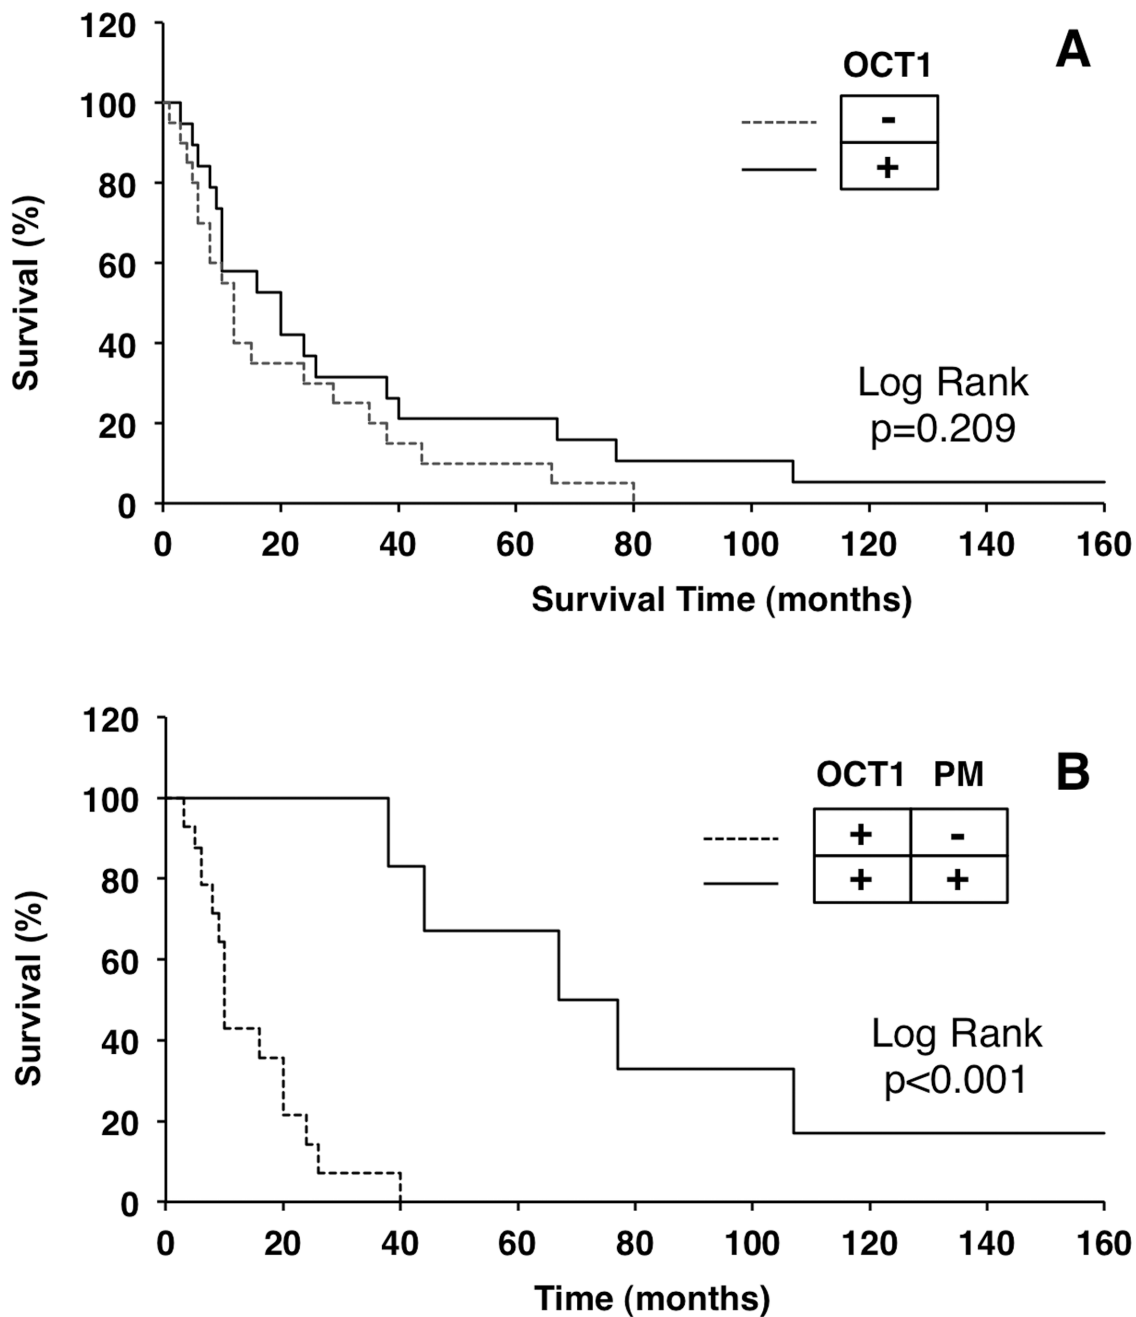 A
OCT1
-
+
Log Rank
p=0.209
120
100
80
60
40
20
0
Survival (%)
0 20 40 60 80 100 120 140 160
Survival Time (months)
B
OCT1 PM
+ -
+ +
Log Rank
p<0.001
120
100
80
60
40
20
0
Survival (%)
0 20 40 60 80 100 120 140 160
Time (months)